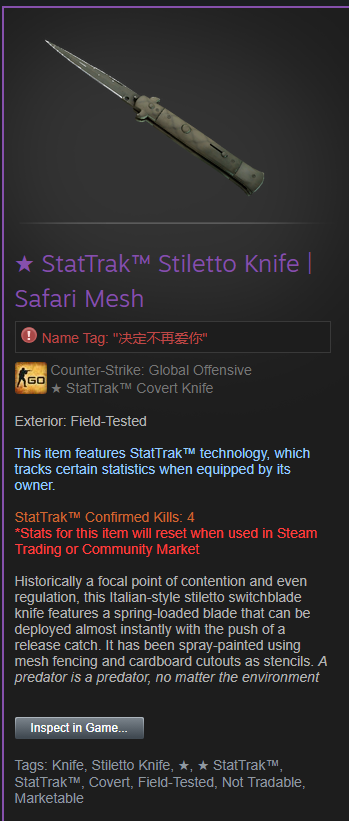 ★ StatTrak™ Stiletto Knife |
Safari Mesh
Name Tag: "决定不再爱你"
GO
Counter-Strike: Global Offensive
★ StatTrak™ Covert Knife
Exterior: Field-Tested
This item features StatTrak™ technology, which
tracks certain statistics when equipped by its
owner.
StatTrak™ Confirmed Kills: 4
*Stats for this item will reset when used in Steam
Trading or Community Market
Historically a focal point of contention and even
regulation, this Italian-style stiletto switchblade
knife features a spring-loaded blade that can be
deployed almost instantly with the push of a
release catch. It has been spray-painted using
mesh fencing and cardboard cutouts as stencils. A
predator is a predator, no matter the environment
Inspect in Game...
Tags: Knife, Stiletto Knife, ★, ★ StatTrak™,
StatTrak™, Covert, Field-Tested, Not Tradable,
Marketable